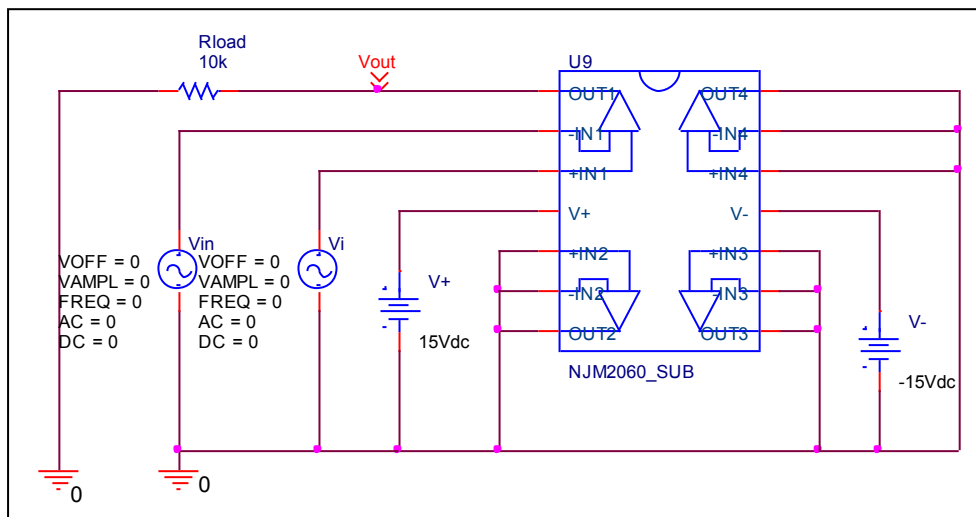 Rload
10k
Vout
U9
OUT1
OUT4
-IN1
-IN4
+IN1
+IN4
V+
V-
Vin
VOFF = 0
VAMPL = 0
FREQ = 0
AC = 0
DC = 0
Vi
VOFF = 0
VAMPL = 0
FREQ = 0
AC = 0
DC = 0
+IN2
+IN3
V+
-IN2
-IN3
15Vdc
OUT2
OUT3
V-
-15Vdc
NJM2060_SUB
0
0